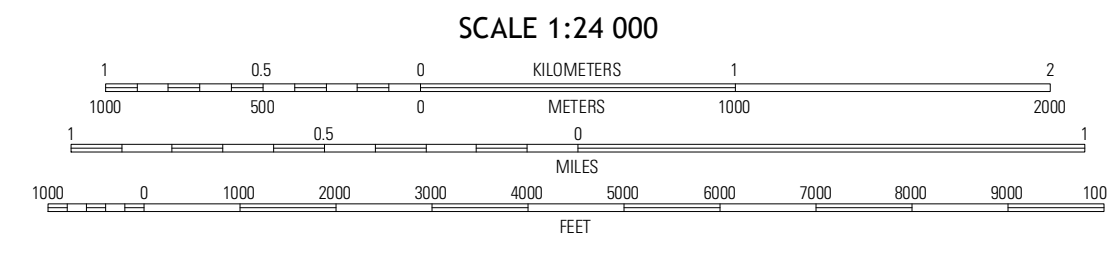 SCALE 1:24 000
1 0.5 0 KILOMETERS 1 2
1000 500 0 METERS 1000 2000
1 0.5 0 1
MILES
1000 0 1000 2000 3000 4000 5000 6000 7000 8000 9000 100
FEET